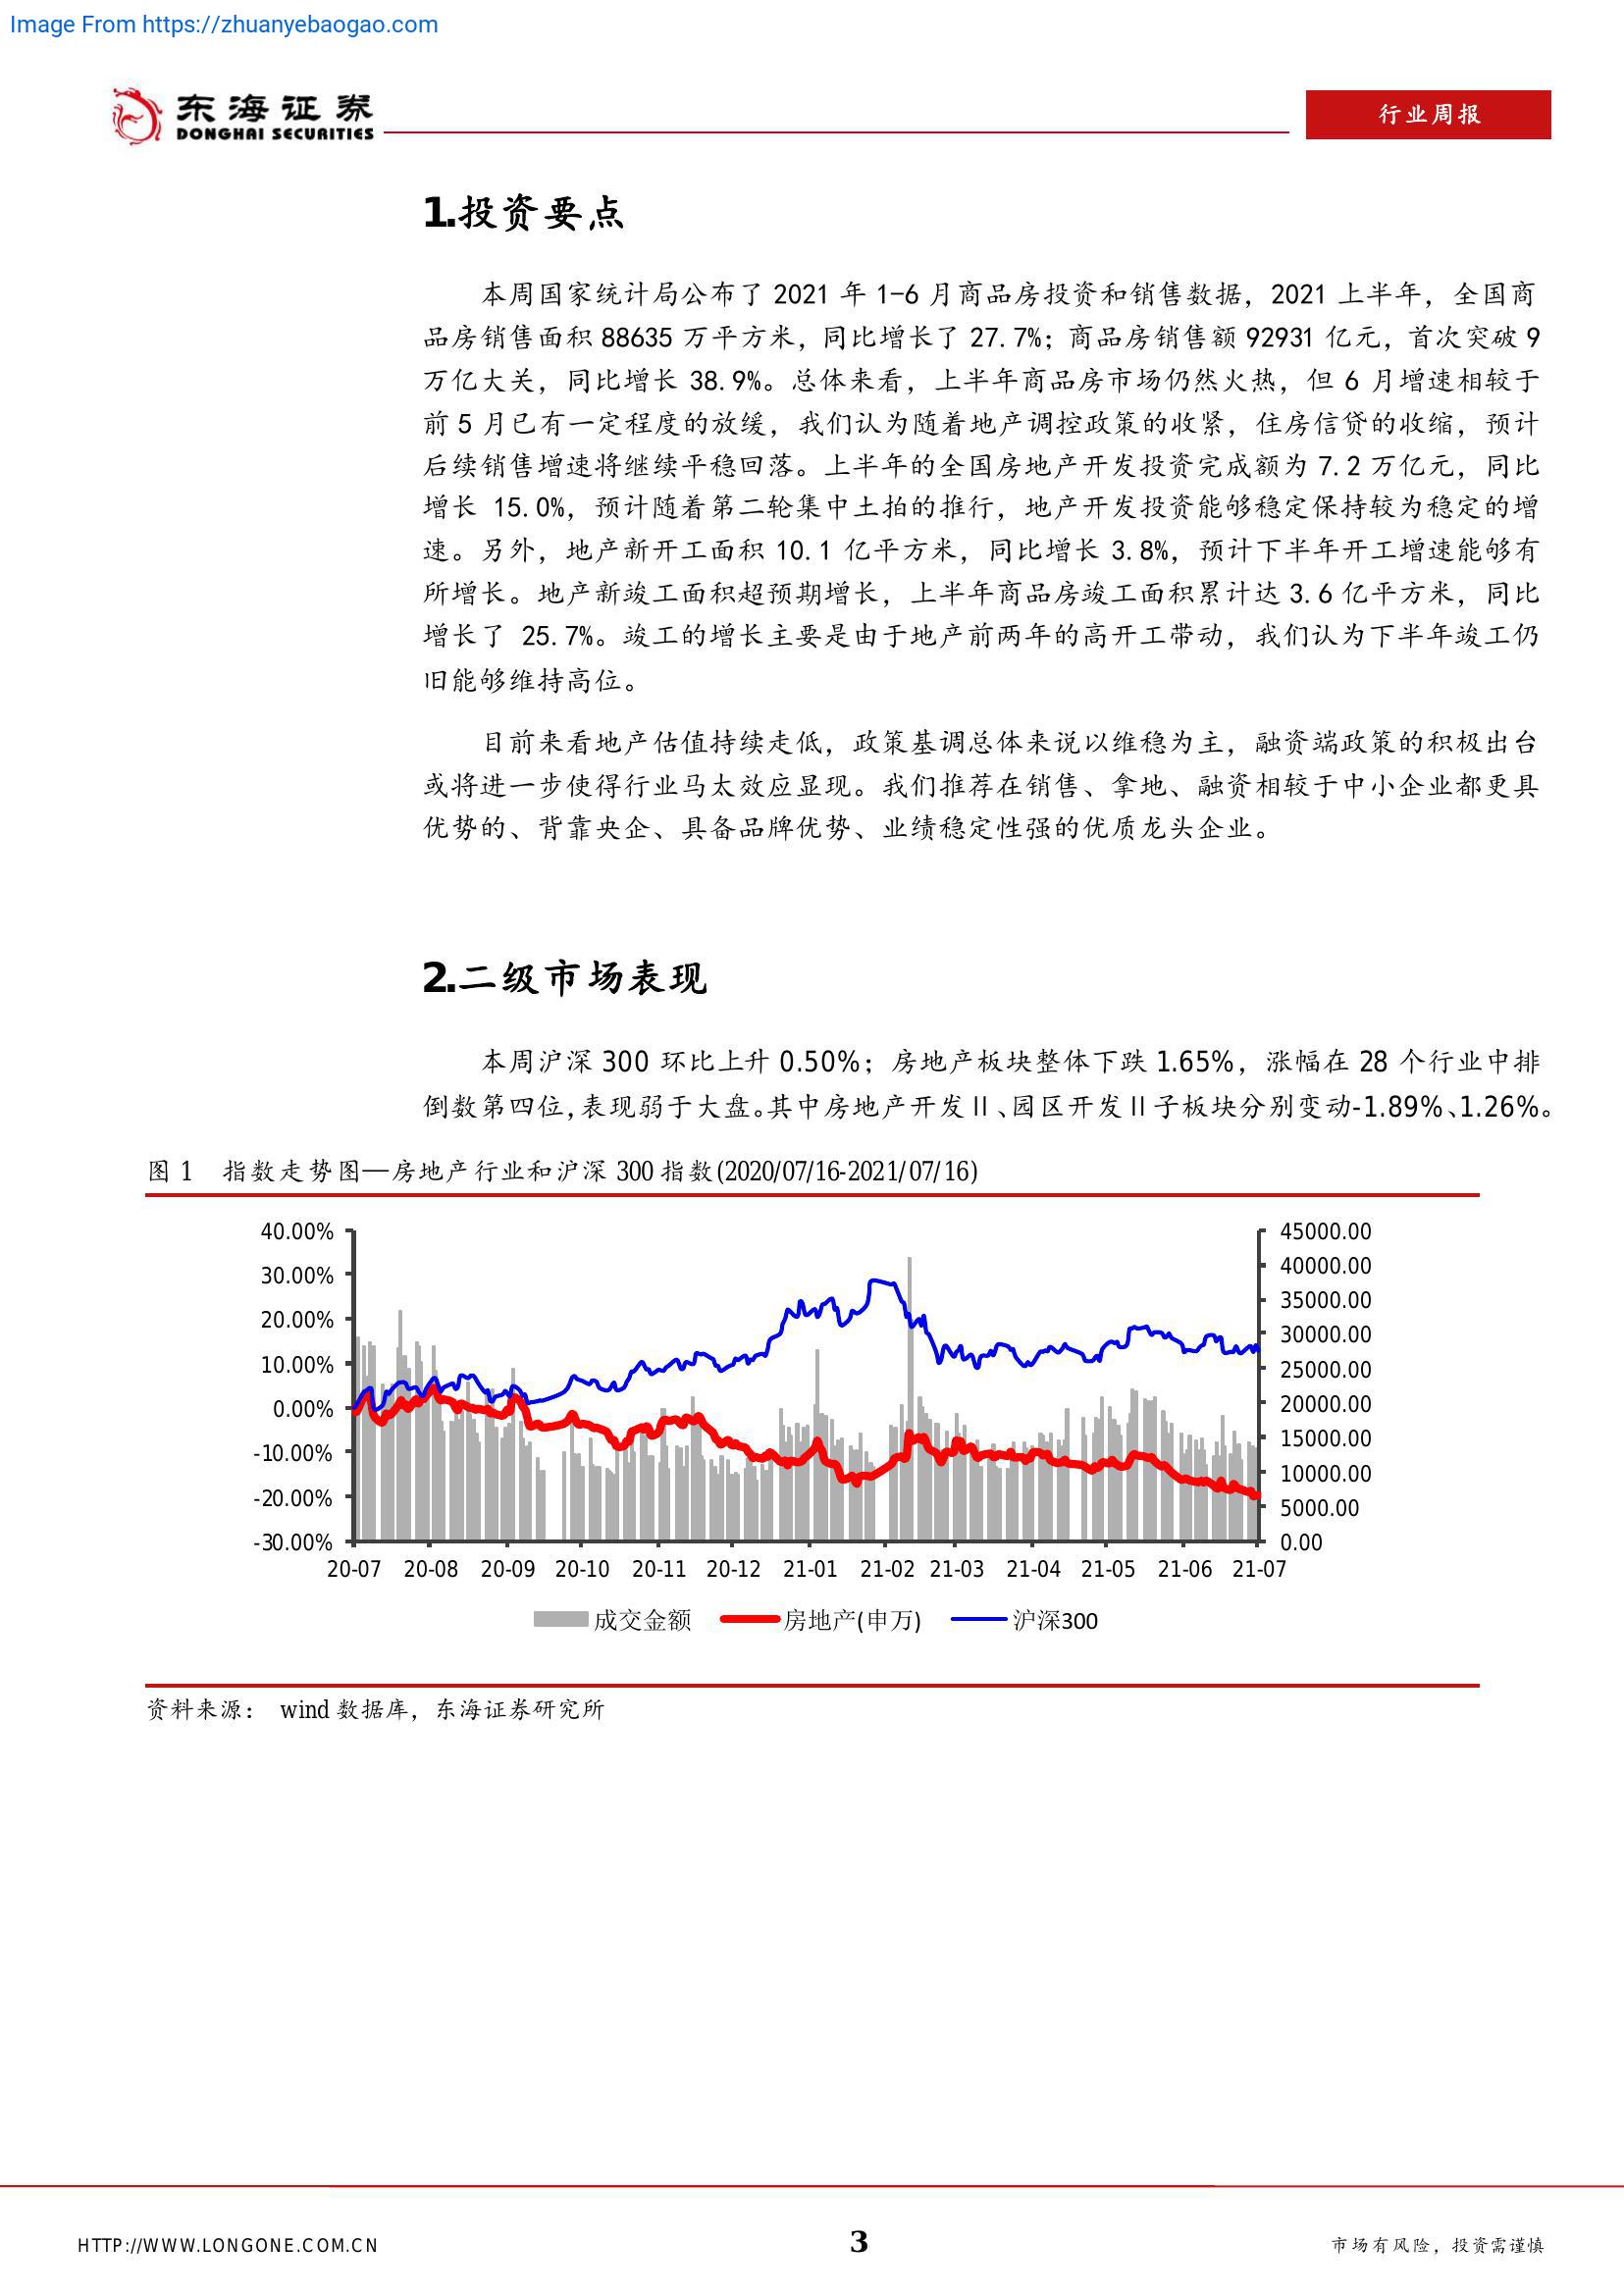 Image From https://zhuanyebaogao.com
东海证券
DONGHAI SECURITIES
行业周报
1.投资要点
本周国家统计局公布了 2021 年 1-6 月商品房投资和销售数据，2021 上半年，全国商
品房销售面积 88635 万平方米，同比增长了 27.7%；商品房销售额 92931 亿元，首次突破 9
万亿大关，同比增长 38.9%。总体来看，上半年商品房市场仍然火热，但 6 月增速相较于
前 5 月已有一定程度的放缓，我们认为随着地产调控政策的收紧，住房信贷的收缩，预计
后续销售增速将继续平稳回落。上半年的全国房地产开发投资完成额为 7.2 万亿元，同比
增长 15.0%，预计随着第二轮集中土拍的推行，地产开发投资能够稳定保持较为稳定的增
速。另外，地产新开工面积 10.1 亿平方米，同比增长 3.8%，预计下半年开工增速能够有
所增长。地产新竣工面积超预期增长，上半年商品房竣工面积累计达 3.6 亿平方米，同比
增长了 25.7%。竣工的增长主要是由于地产前两年的高开工带动，我们认为下半年竣工仍
旧能够维持高位。
目前来看地产估值持续走低，政策基调总体来说以维稳为主，融资端政策的积极出台
或将进一步使得行业马太效应显现。我们推荐在销售、拿地、融资相较于中小企业都更具
优势的、背靠央企、具备品牌优势、业绩稳定性强的优质龙头企业。
2.二级市场表现
本周沪深 300 环比上升 0.50%；房地产板块整体下跌 1.65%，涨幅在 28 个行业中排
倒数第四位，表现弱于大盘。其中房地产开发Ⅱ、园区开发Ⅱ子板块分别变动-1.89%、1.26%。
图 1 指数走势图—房地产行业和沪深 300 指数(2020/07/16-2021/07/16)
40.00% 45000.00
30.00% 40000.00
20.00% 35000.00
10.00% 30000.00
0.00% 25000.00
-10.00% 20000.00
-20.00% 15000.00
-30.00% 10000.00
5000.00
0.00
20-07 20-08 20-09 20-10 20-11 20-12 21-01 21-02 21-03 21-04 21-05 21-06 21-07
成交金额 房地产(申万) 沪深300
资料来源： wind 数据库，东海证券研究所
HTTP://WWW.LONGONE.COM.CN 3 市场有风险，投资需谨慎